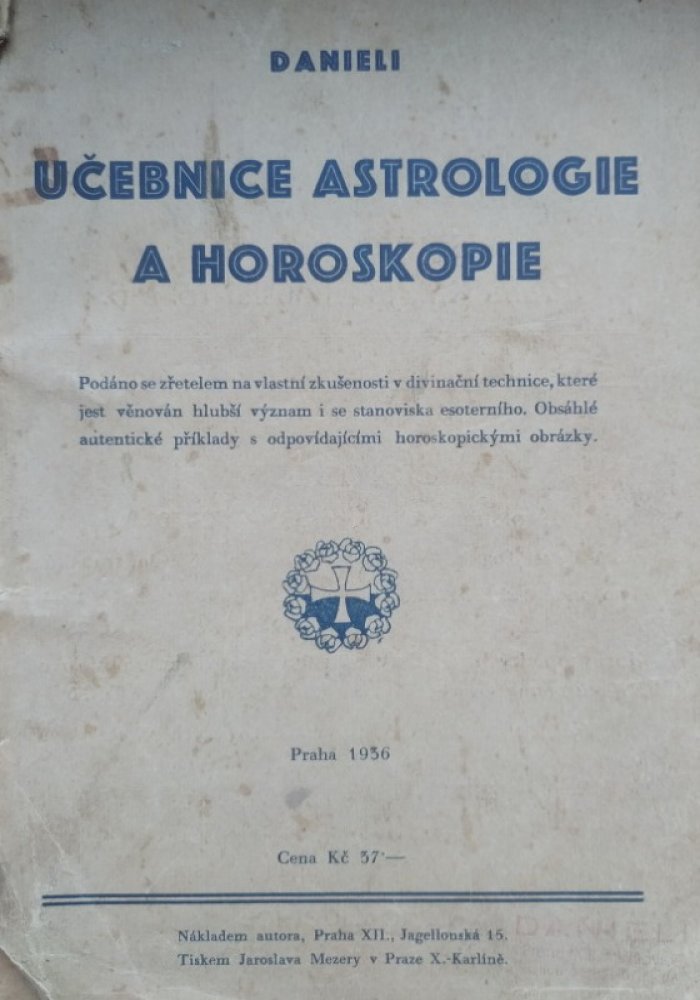 DANIELI
UČEBNICE ASTROLOGIE
A HOROSKOPIE
Podáno se zřetelem na vlastní zkušenosti v divinační technice, které
jest věnován hlubší význam i se stanoviska esoterního. Obsáhlé
autentické příklady s odpovídajícími horoskopickými obrázky.
Praha 1936
Cena Kč 37·—
Nákladem autora, Praha XII., Jagellonská 15.
Tiskem Jaroslava Mezery v Praze X.-Karlíně.